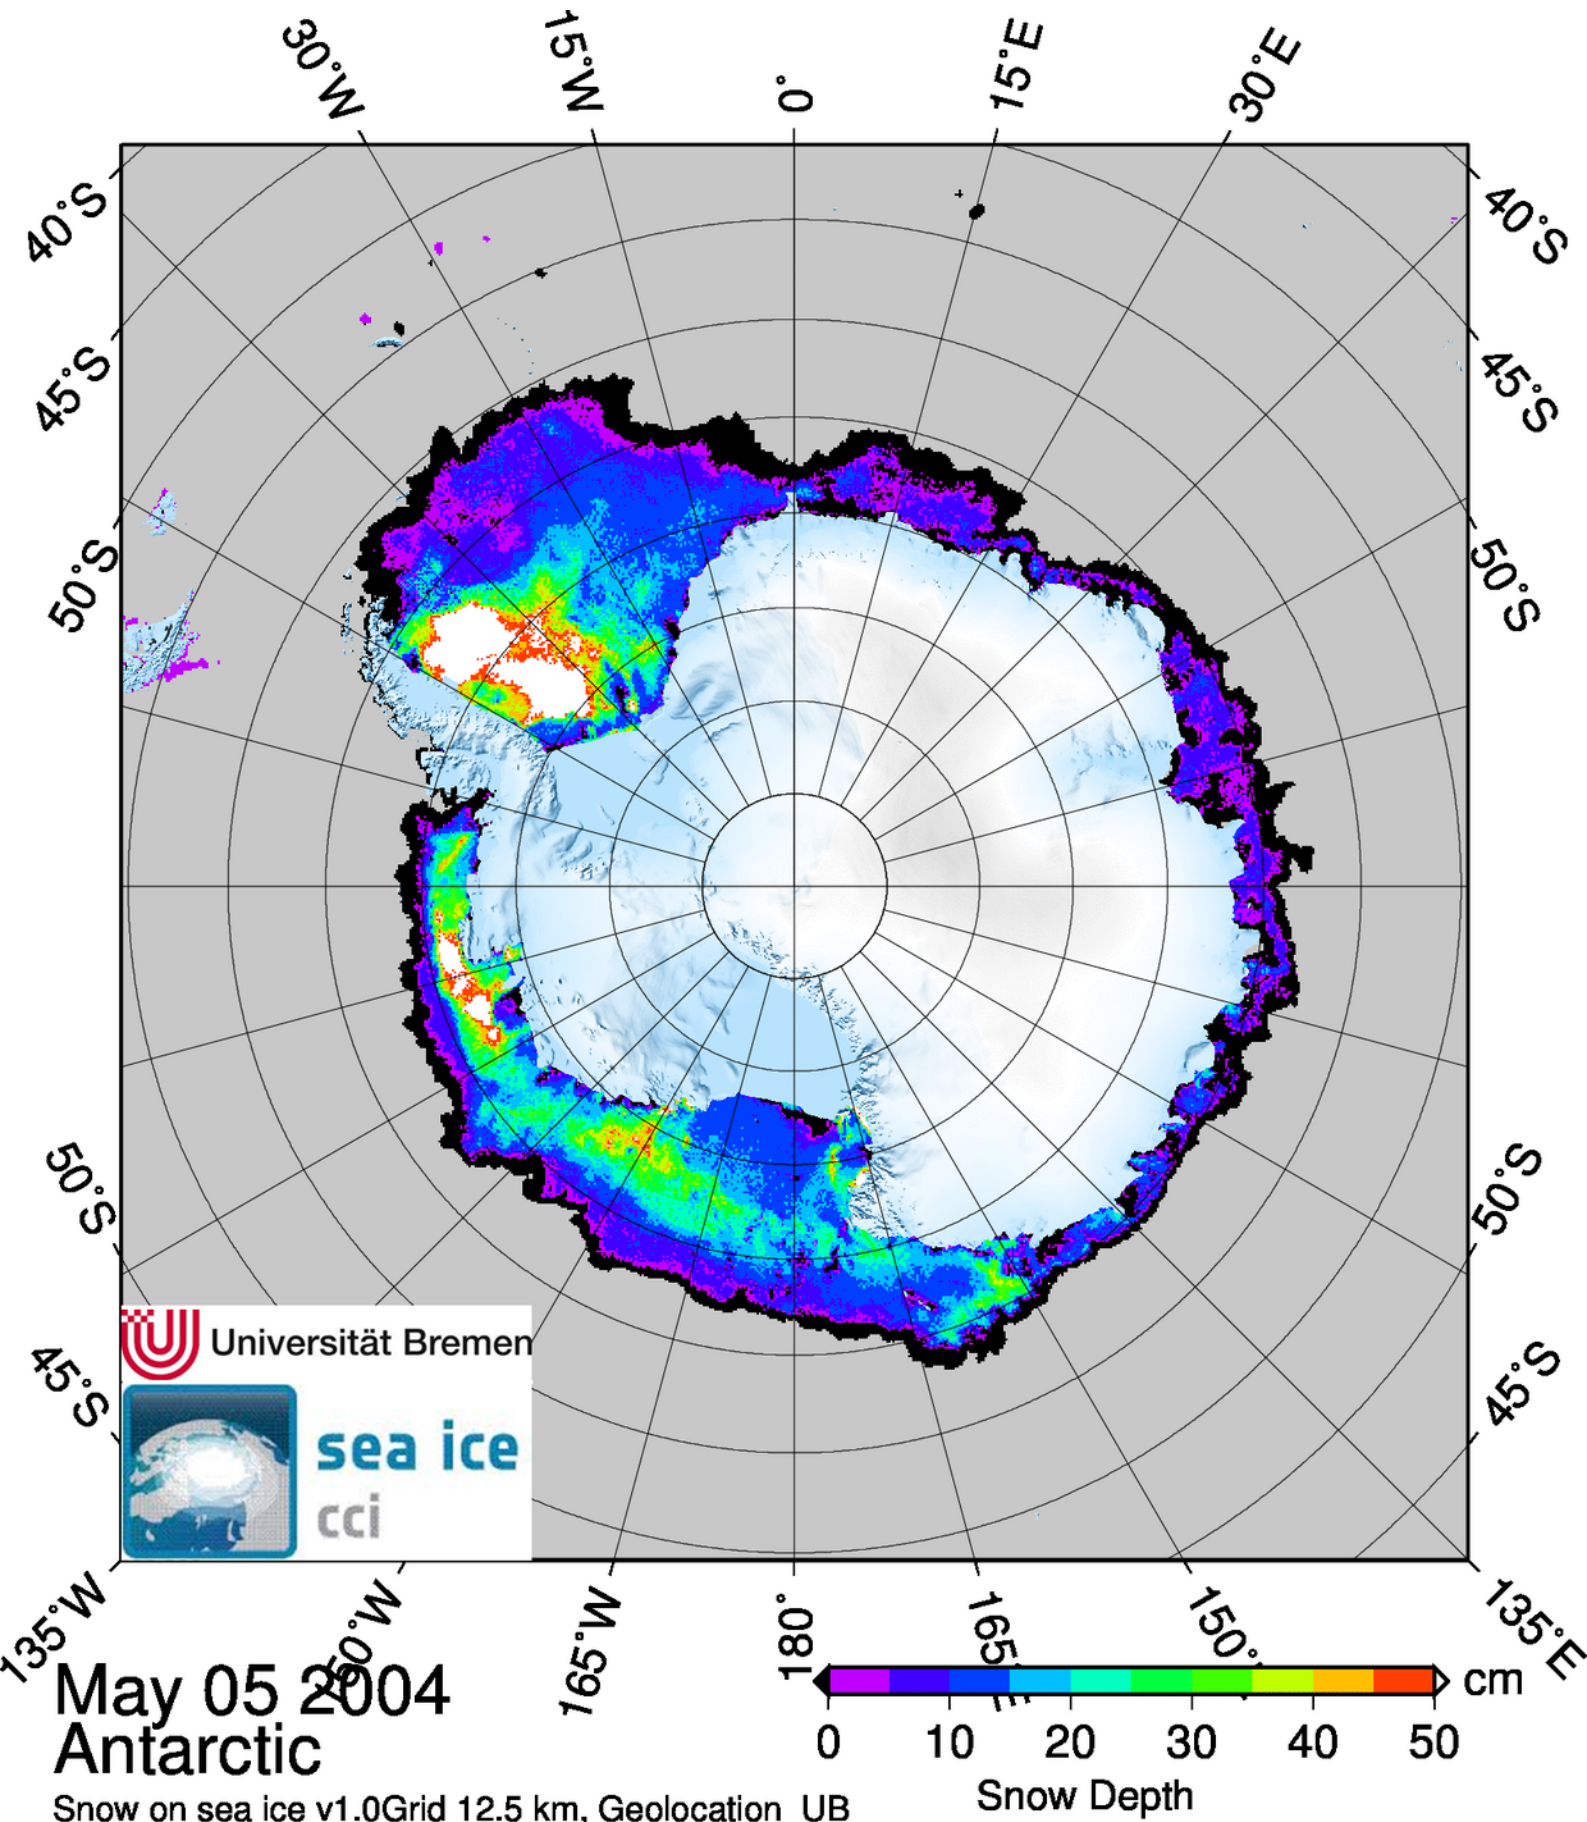 30°W 15°W 0° 15°E 30°E
40°S 40°S
45°S 45°S
50°S 50°S
50°S 50°S
45°S 45°S
Universität Bremen
sea ice
cci
135°W 165°W 180° 135°E
May 05 2004
Antarctic
Snow on sea ice v1.0Grid 12.5 km, Geolocation UB
cm
0 10 20 30 40 50
Snow Depth